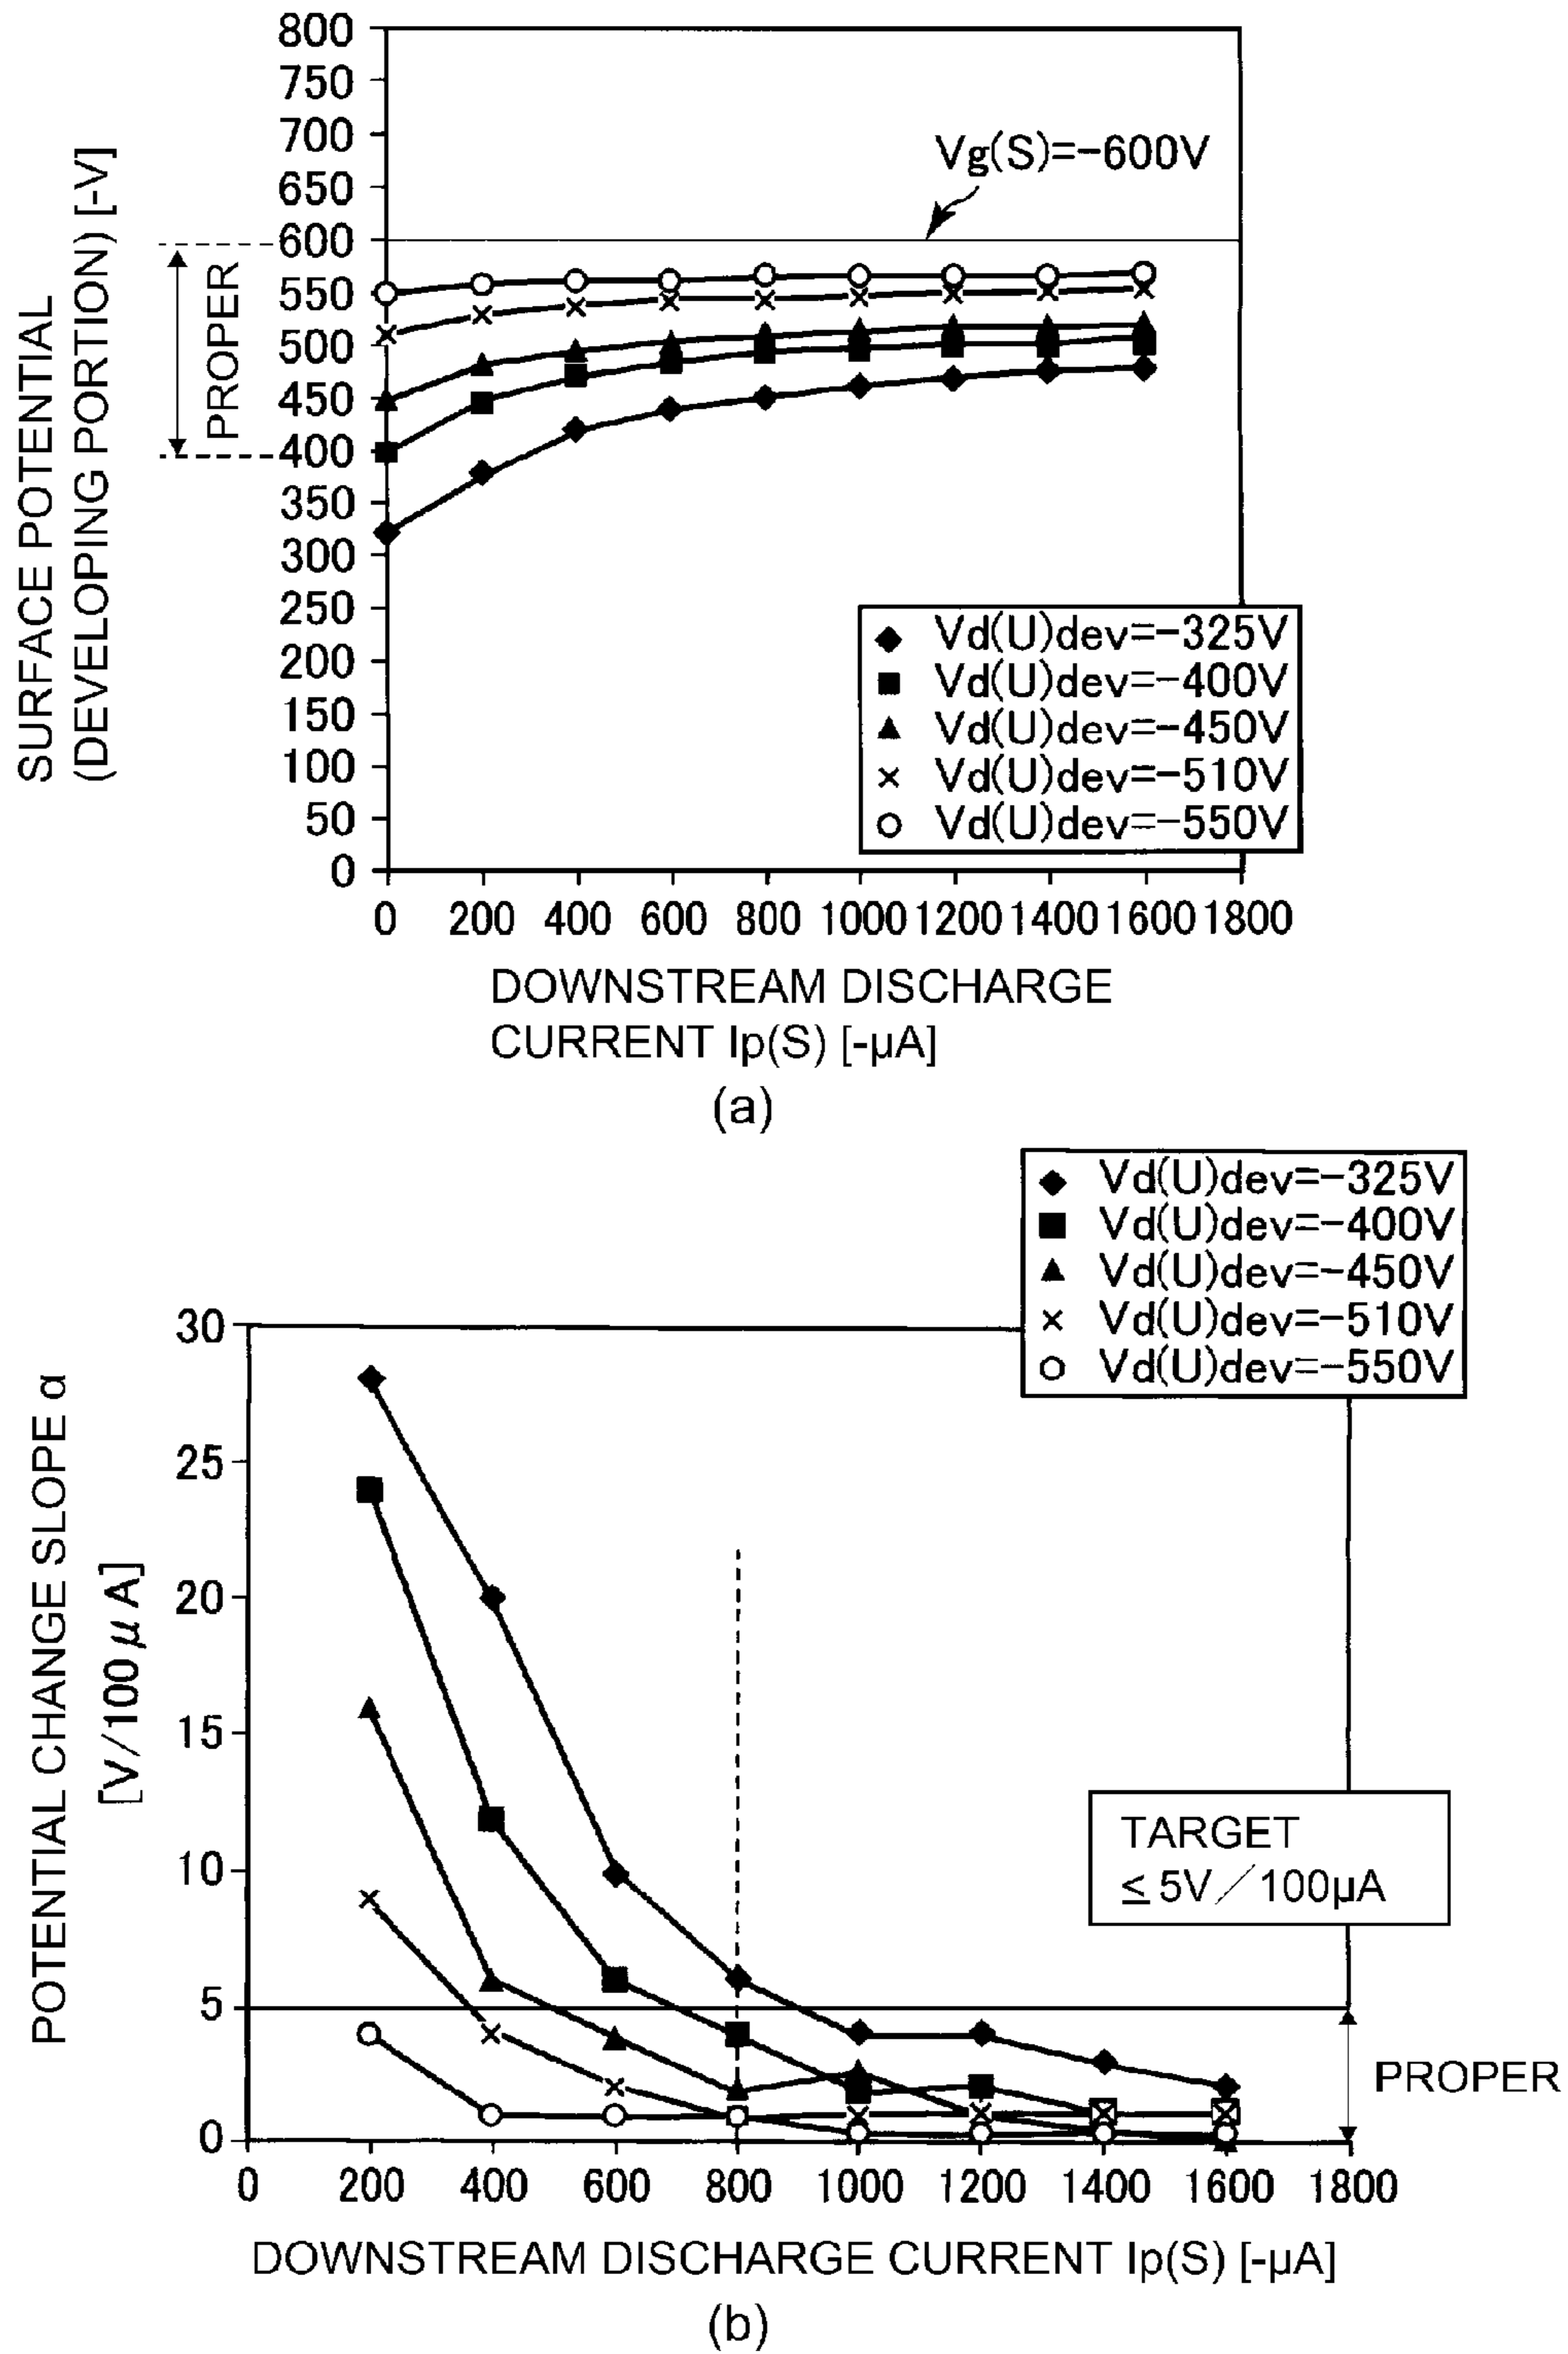 800
750
700
650
600
550
500
450
400
350
300
250
200
150
100
50
0
SURFACE POTENTIAL
(DEVELOPING PORTION) [-V]
PROPER
Vg(S)=-600V
Vd(U)dev=-325V
Vd(U)dev=-400V
Vd(U)dev=-450V
Vd(U)dev=-510V
Vd(U)dev=-550V
0 200 400 600 800 1000 1200 1400 1600 1800
DOWNSTREAM DISCHARGE
CURRENT Ip(S) [-μA]
(a)
Vd(U)dev=-325V
Vd(U)dev=-400V
Vd(U)dev=-450V
Vd(U)dev=-510V
Vd(U)dev=-550V
30
25
20
15
10
5
0
POTENTIAL CHANGE SLOPE α
[V/100μA]
TARGET
≤ 5V/100μA
PROPER
0 200 400 600 800 1000 1200 1400 1600 1800
DOWNSTREAM DISCHARGE CURRENT Ip(S) [-μA]
(b)